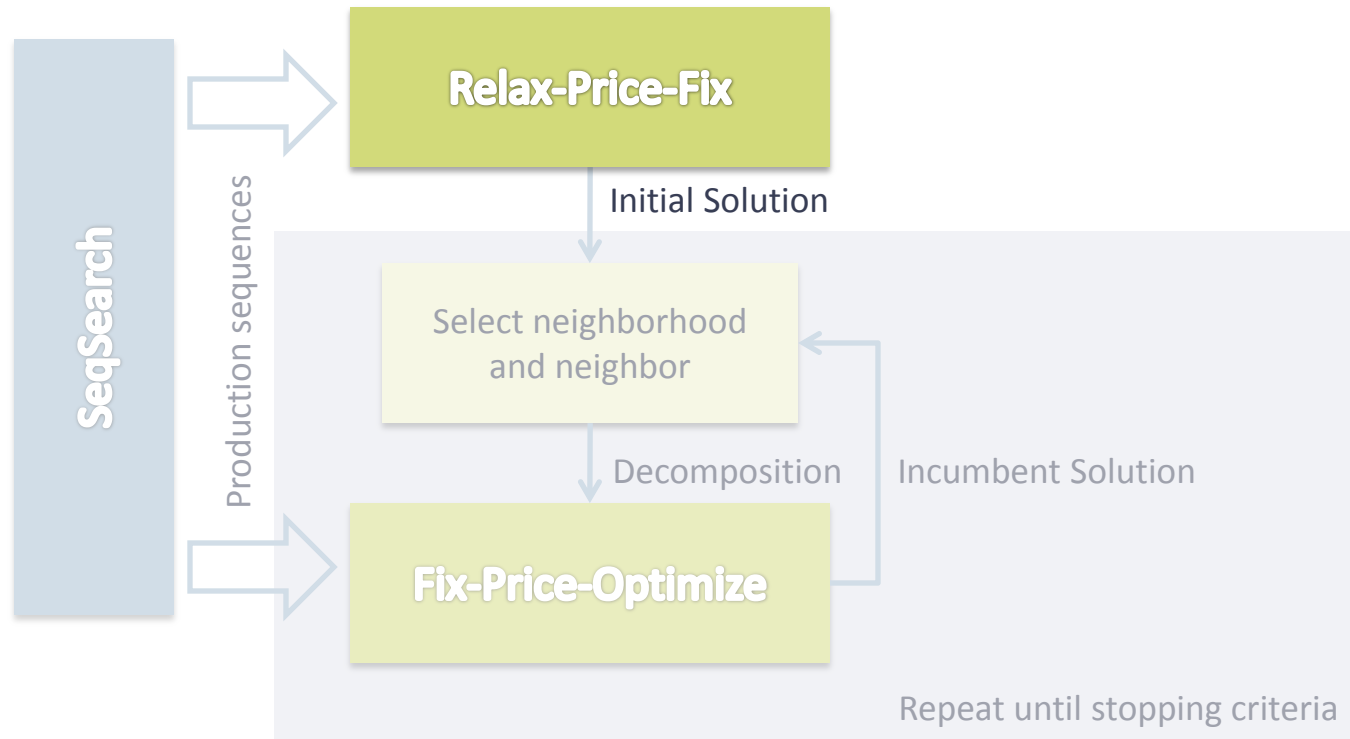 SeqSearch
Production sequences
Relax-Price-Fix
Initial Solution
Select neighborhood
and neighbor
Decomposition
Incumbent Solution
Fix-Price-Optimize
Repeat until stopping criteria